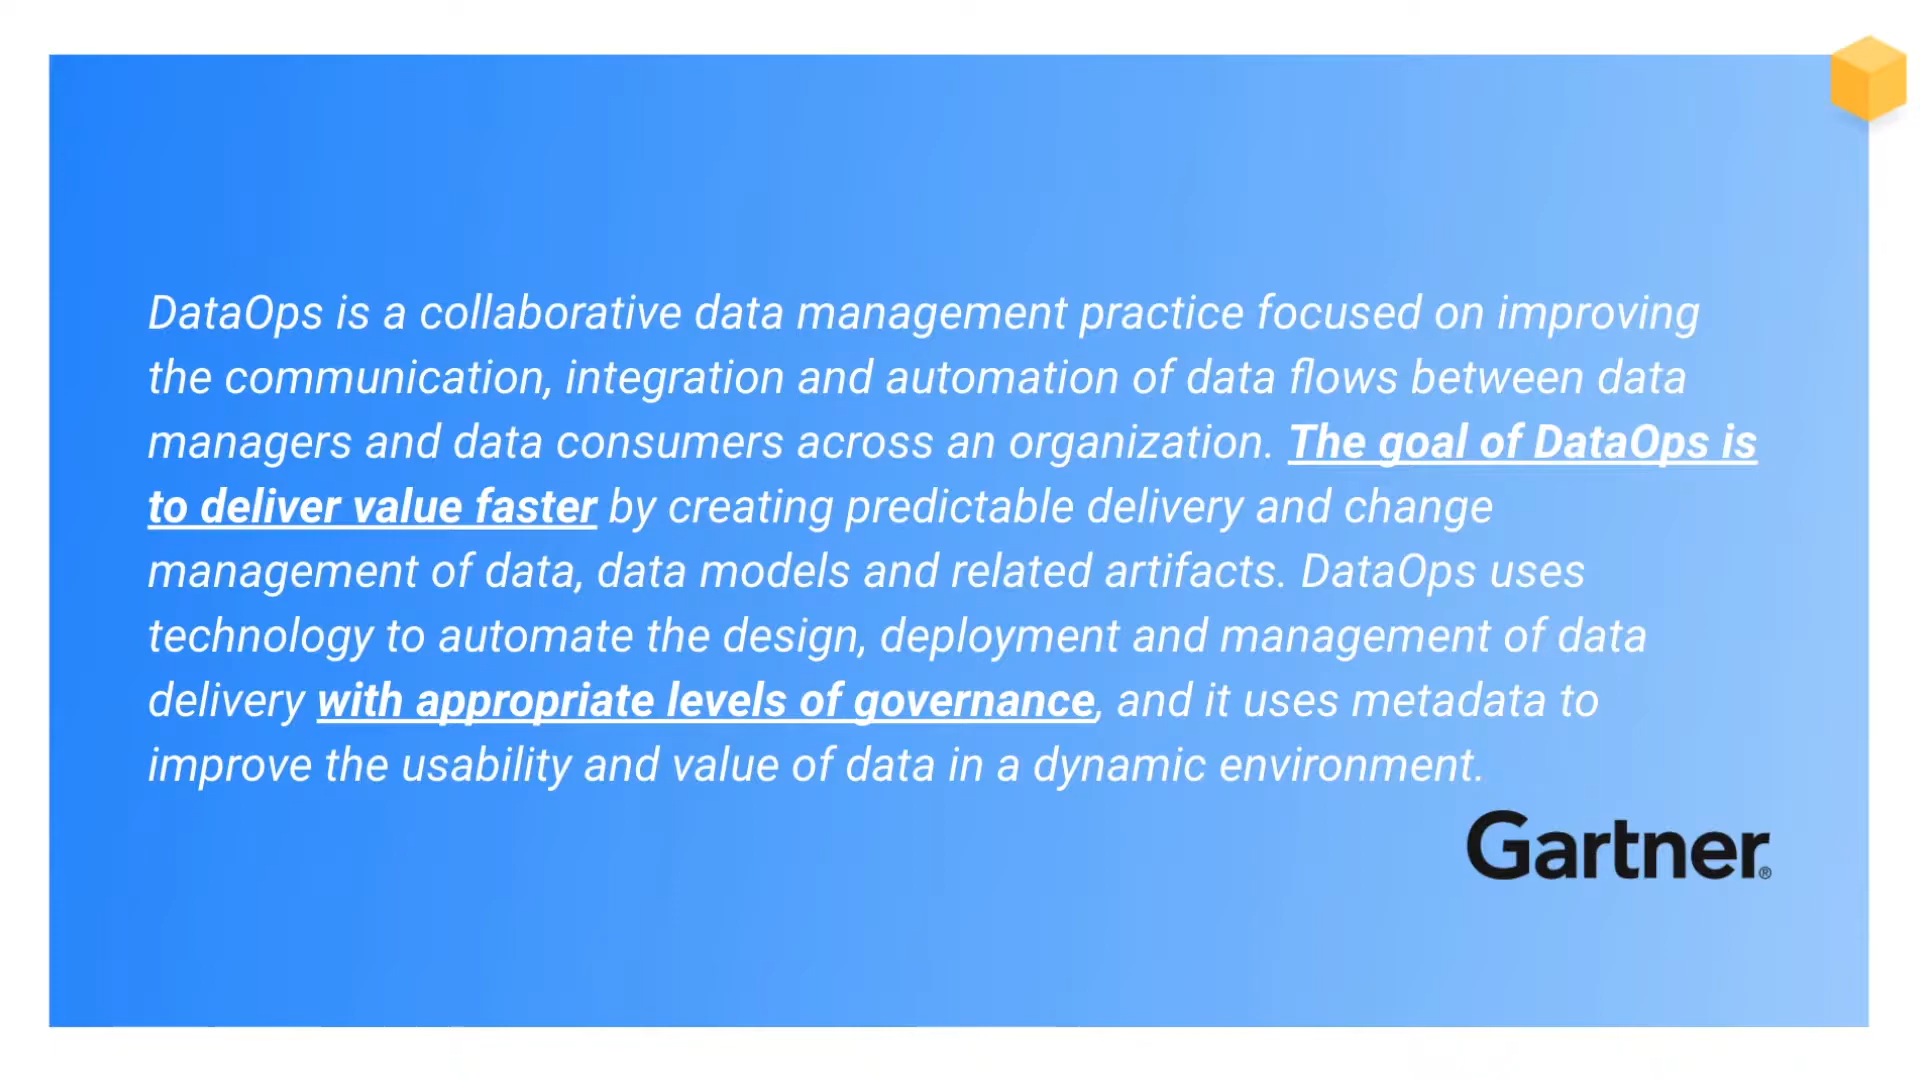 DataOps is a collaborative data management practice focused on improving
the communication, integration and automation of data flows between data
managers and data consumers across an organization. The goal of DataOps is
to deliver value faster by creating predictable delivery and change
management of data, data models and related artifacts. DataOps uses
technology to automate the design, deployment and management of data
delivery with appropriate levels of governance, and it uses metadata to
improve the usability and value of data in a dynamic environment.
Gartner®